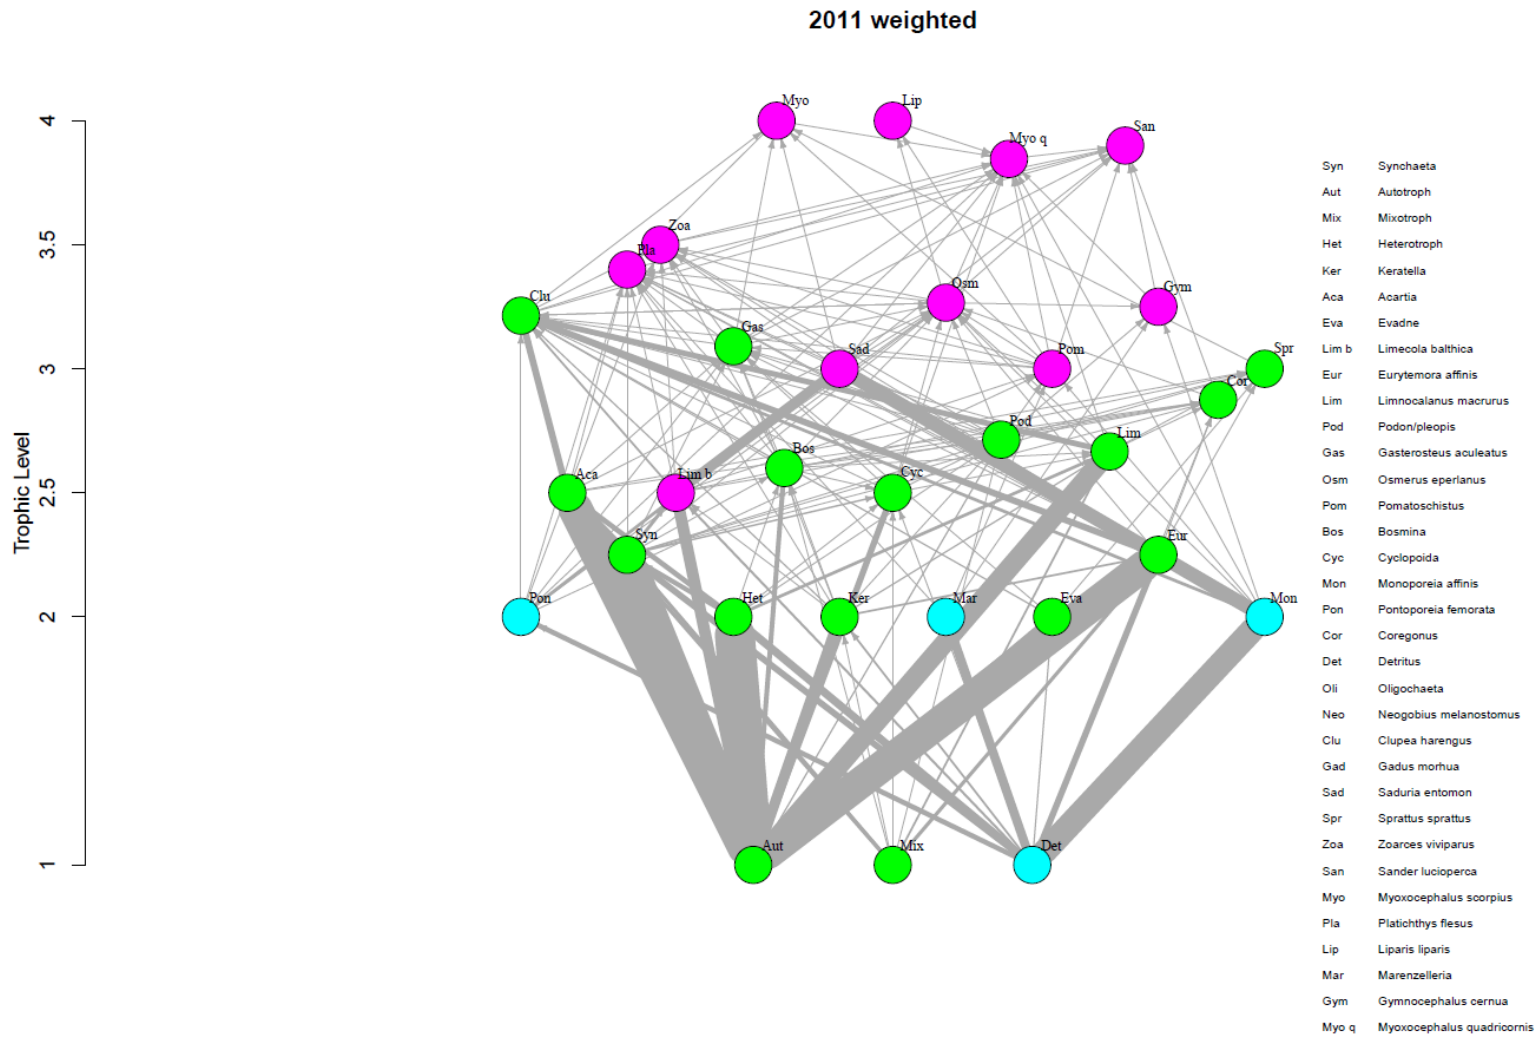 2011 weighted
Trophic Level
4
3.5
3
2.5
2
1
Myo
Lip
San
Myo q
Zoa
Pla
Osm
Gym
Clu
Gas
Sad
Pom
Spr
Cor
Pod
Lim
Bos
Aca
Lim b
Cyc
Syn
Eur
Pon
Het
Ker
Mar
Eva
Mon
Aut
Mix
Det
Syn Synchaeta
Aut Autotroph
Mix Mixotroph
Het Heterotroph
Ker Keratella
Aca Acartia
Eva Evadne
Lim b Limecola balthica
Eur Eurytemora affinis
Lim Limnocalanus macrurus
Pod Podon/pleopis
Gas Gasterosteus aculeatus
Osm Osmerus eperlanus
Pom Pomatoschistus
Bos Bosmina
Cyc Cyclopoida
Mon Monoporeia affinis
Pon Pontoporeia femorata
Cor Coregonus
Det Detritus
Oli Oligochaeta
Neo Neogobius melanostomus
Clu Clupea harengus
Gad Gadus morhua
Sad Saduria entomon
Spr Sprattus sprattus
Zoa Zoarces viviparus
San Sander lucioperca
Myo Myoxocephalus scorpius
Pla Platichthys flesus
Lip Liparis liparis
Mar Marenzelleria
Gym Gymnocephalus cernua
Myo q Myoxocephalus quadricornis